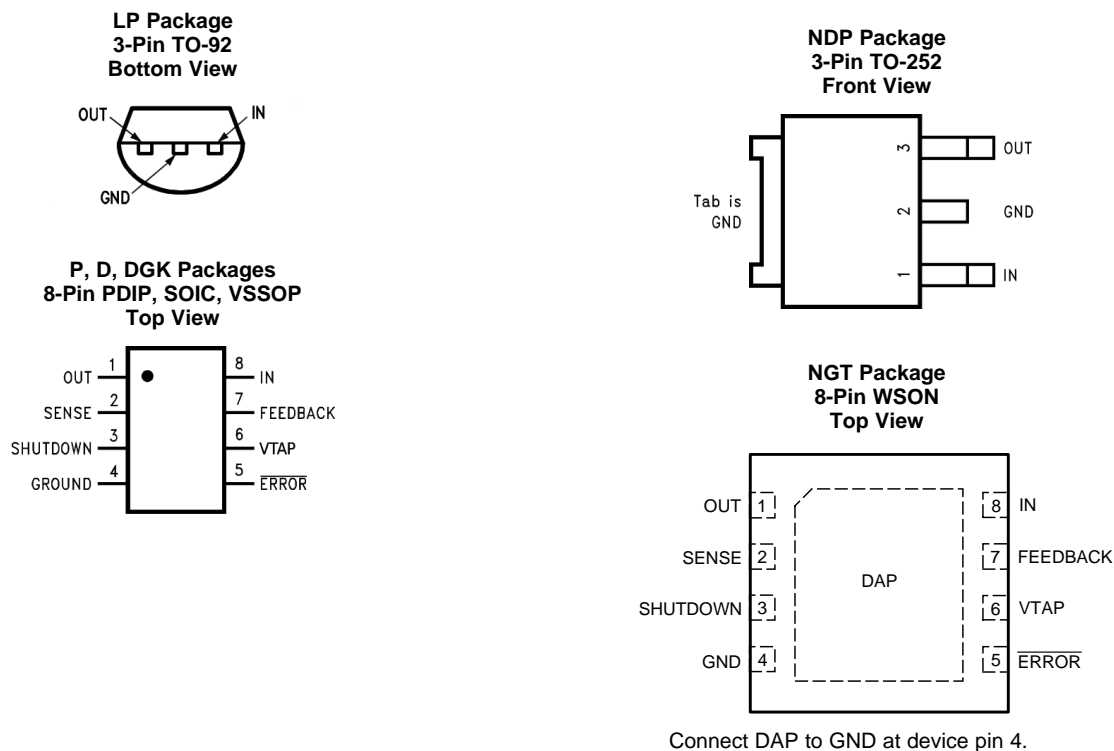 LP Package
3-Pin TO-92
Bottom View
OUT
IN
GND
P, D, DGK Packages
8-Pin PDIP, SOIC, VSSOP
Top View
OUT 1
8 IN
SENSE 2
7 FEEDBACK
SHUTDOWN 3
6 VTAP
GROUND 4
5 ERROR
NDP Package
3-Pin TO-252
Front View
3 OUT
Tab is
GND
2 GND
1 IN
NGT Package
8-Pin WSON
Top View
OUT 1
8 IN
SENSE 2
7 FEEDBACK
DAP
SHUTDOWN 3
6 VTAP
GND 4
5 ERROR
Connect DAP to GND at device pin 4.